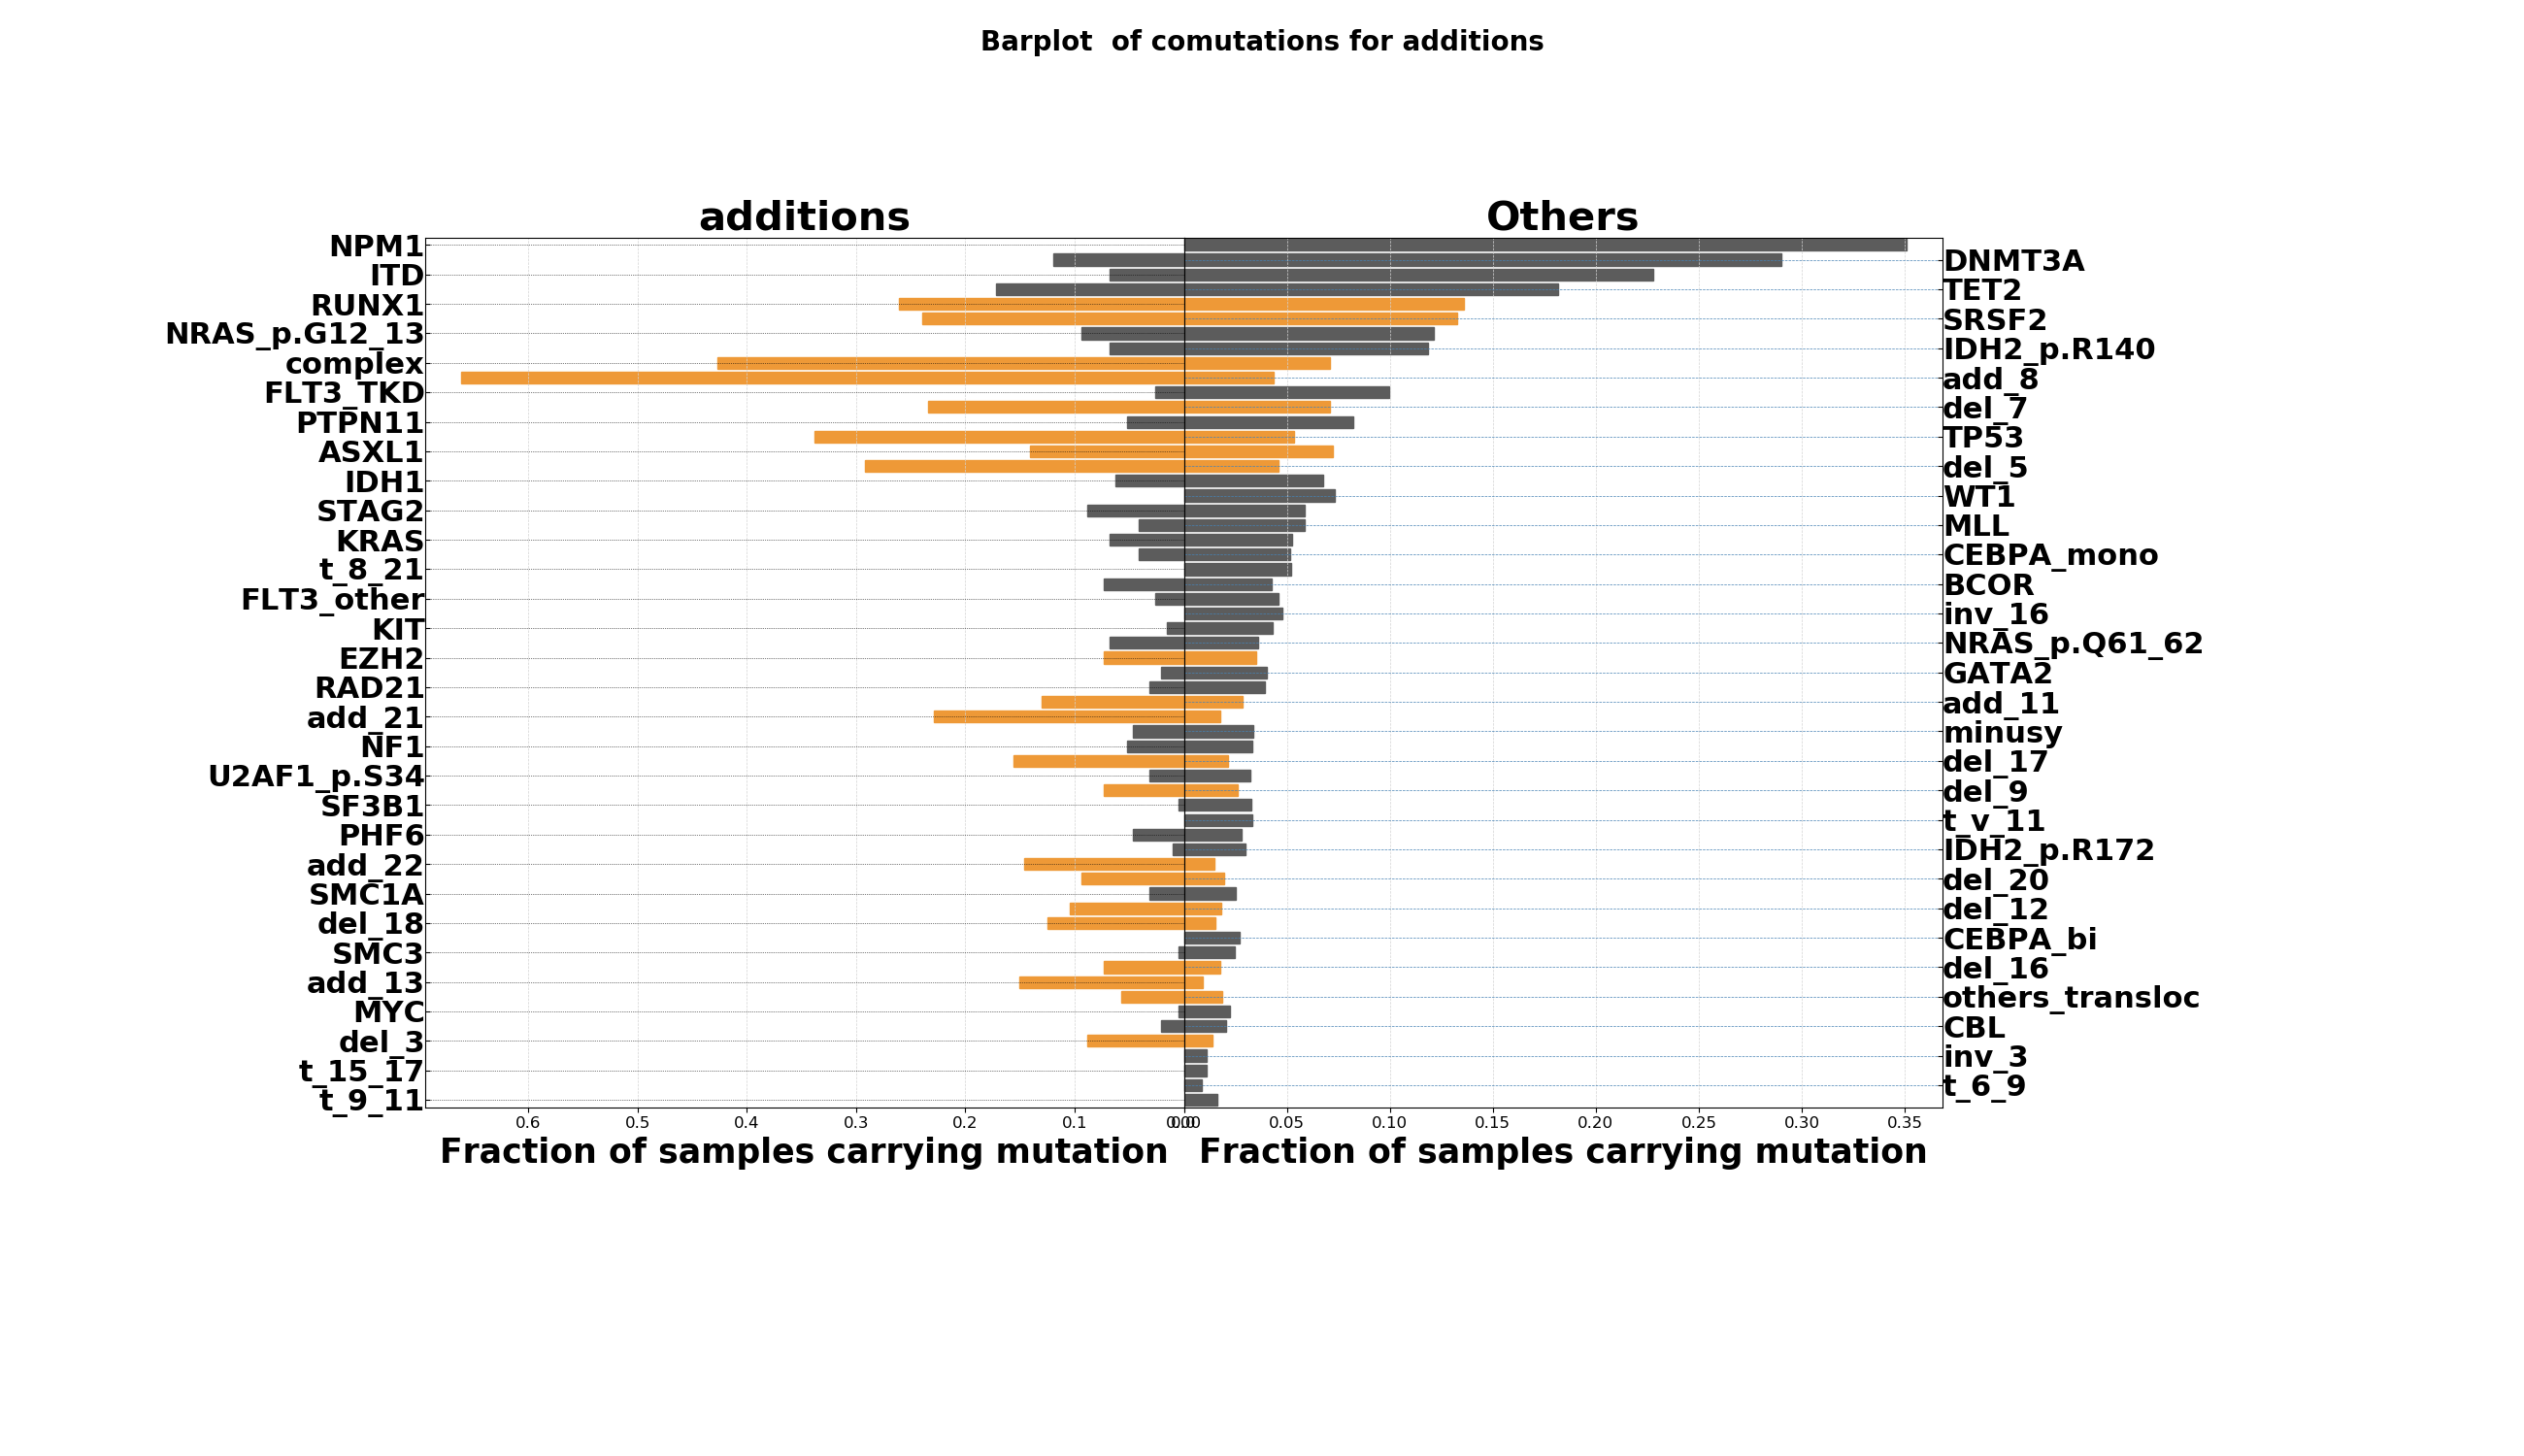 Barplot  of comutations for additions
additions
Others
NPM1
DNMT3A
ITD
TET2
RUNX1
SRSF2
NRAS_p.G12_13
IDH2_p.R140
complex
add_8
FLT3_TKD
del_7
PTPN11
TP53
ASXL1
del_5
IDH1
WT1
STAG2
MLL
KRAS
CEBPA_mono
t_8_21
BCOR
FLT3_other
inv_16
KIT
NRAS_p.Q61_62
EZH2
GATA2
RAD21
add_11
add_21
minusy
NF1
del_17
U2AF1_p.S34
del_9
SF3B1
t_v_11
PHF6
IDH2_p.R172
add_22
del_20
SMC1A
del_12
del_18
CEBPA_bi
SMC3
del_16
add_13
others_transloc
MYC
CBL
del_3
inv_3
t_15_17
t_6_9
t_9_11
0.6 0.5 0.4 0.3 0.2 0.1 0.0
0.00 0.05 0.10 0.15 0.20 0.25 0.30 0.35
Fraction of samples carrying mutation
Fraction of samples carrying mutation